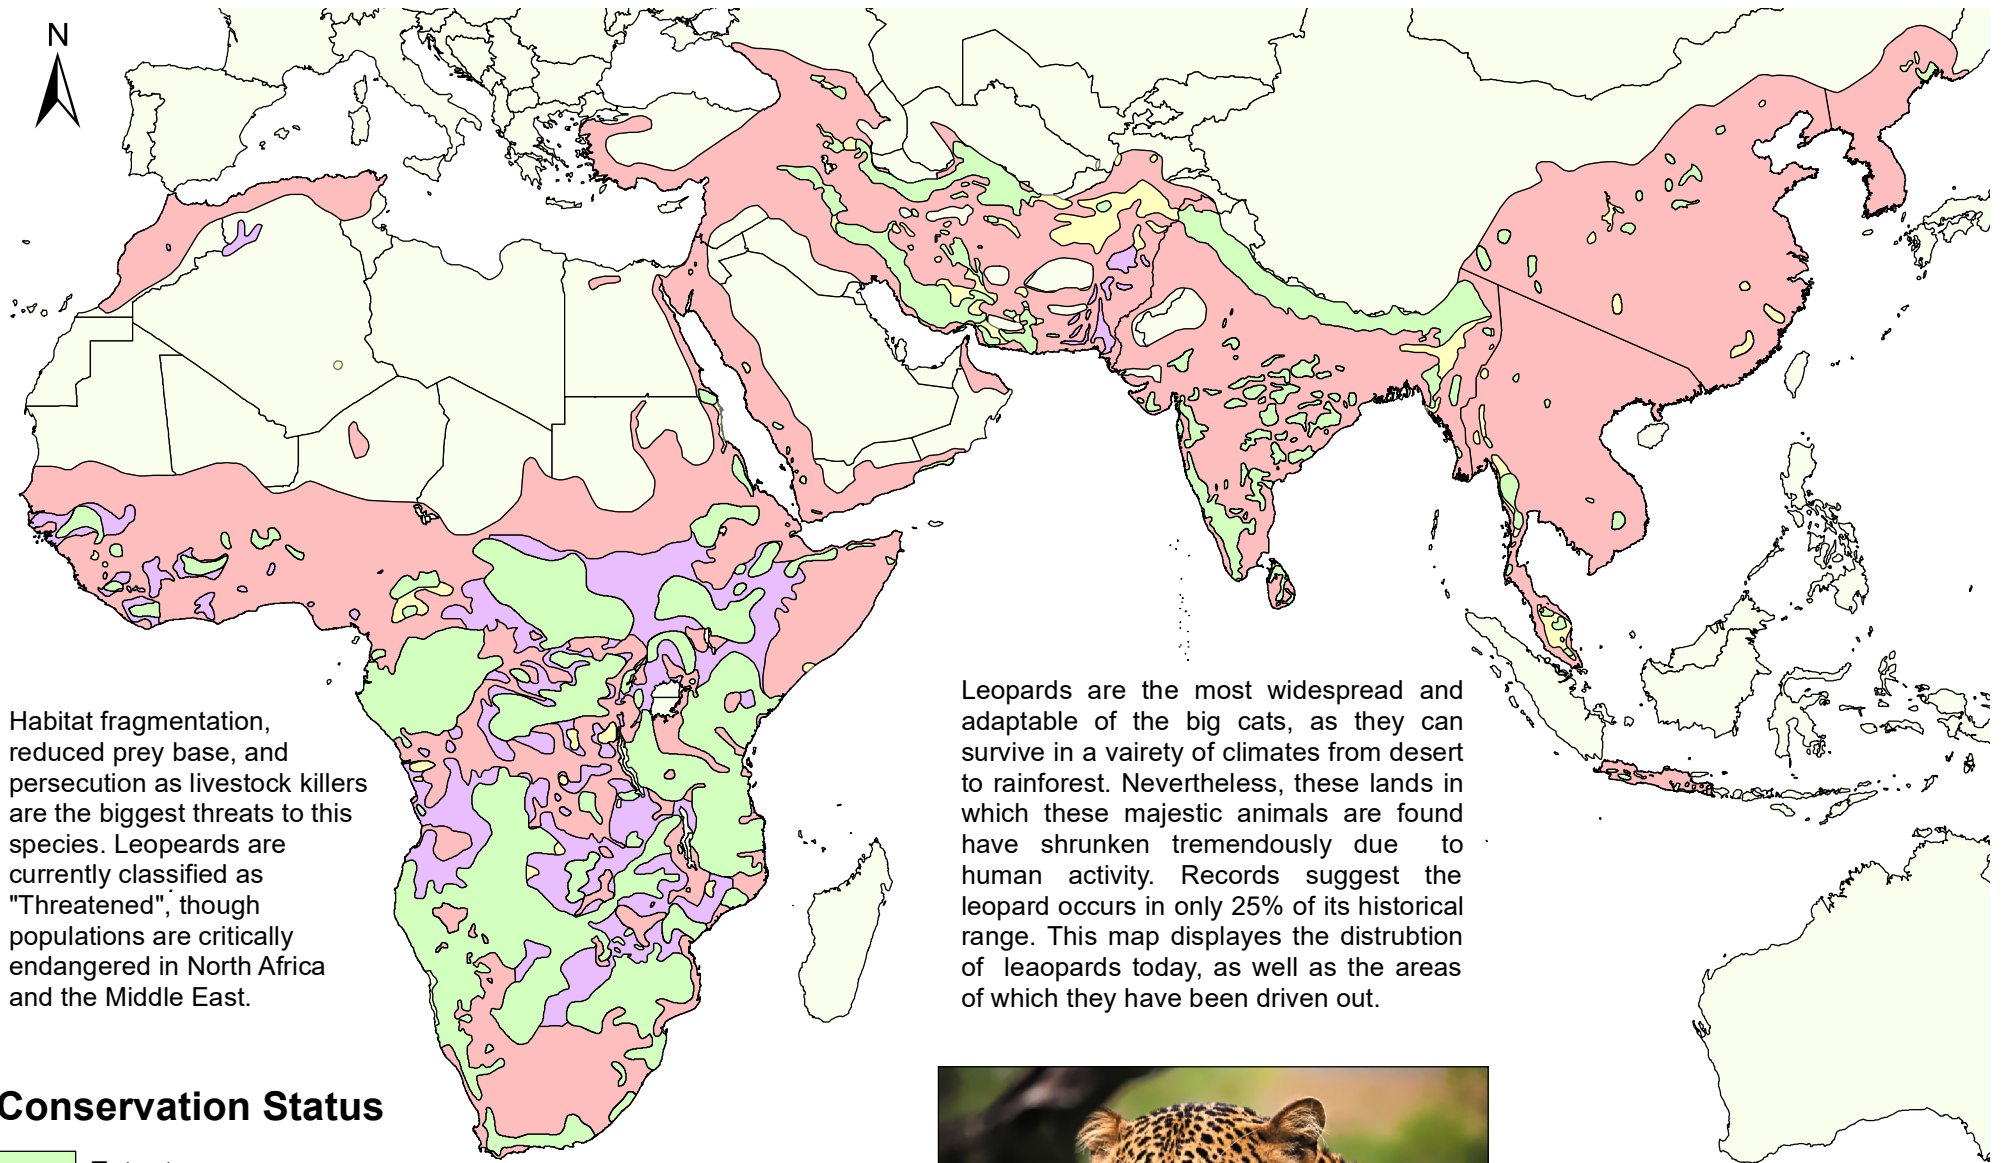 N
Habitat fragmentation,
reduced prey base, and
persecution as livestock killers
are the biggest threats to this
species. Leopeards are
currently classified as
"Threatened", though
populations are critically
endangered in North Africa
and the Middle East.
Leopards are the most widespread and
adaptable of the big cats, as they can
survive in a vairety of climates from desert
to rainforest. Nevertheless, these lands in
which these majestic animals are found
have shrunken tremendously due to
human activity. Records suggest the
leopard occurs in only 25% of its historical
range. This map displayes the distrubtion
of leaopards today, as well as the areas
of which they have been driven out.
Conservation Status